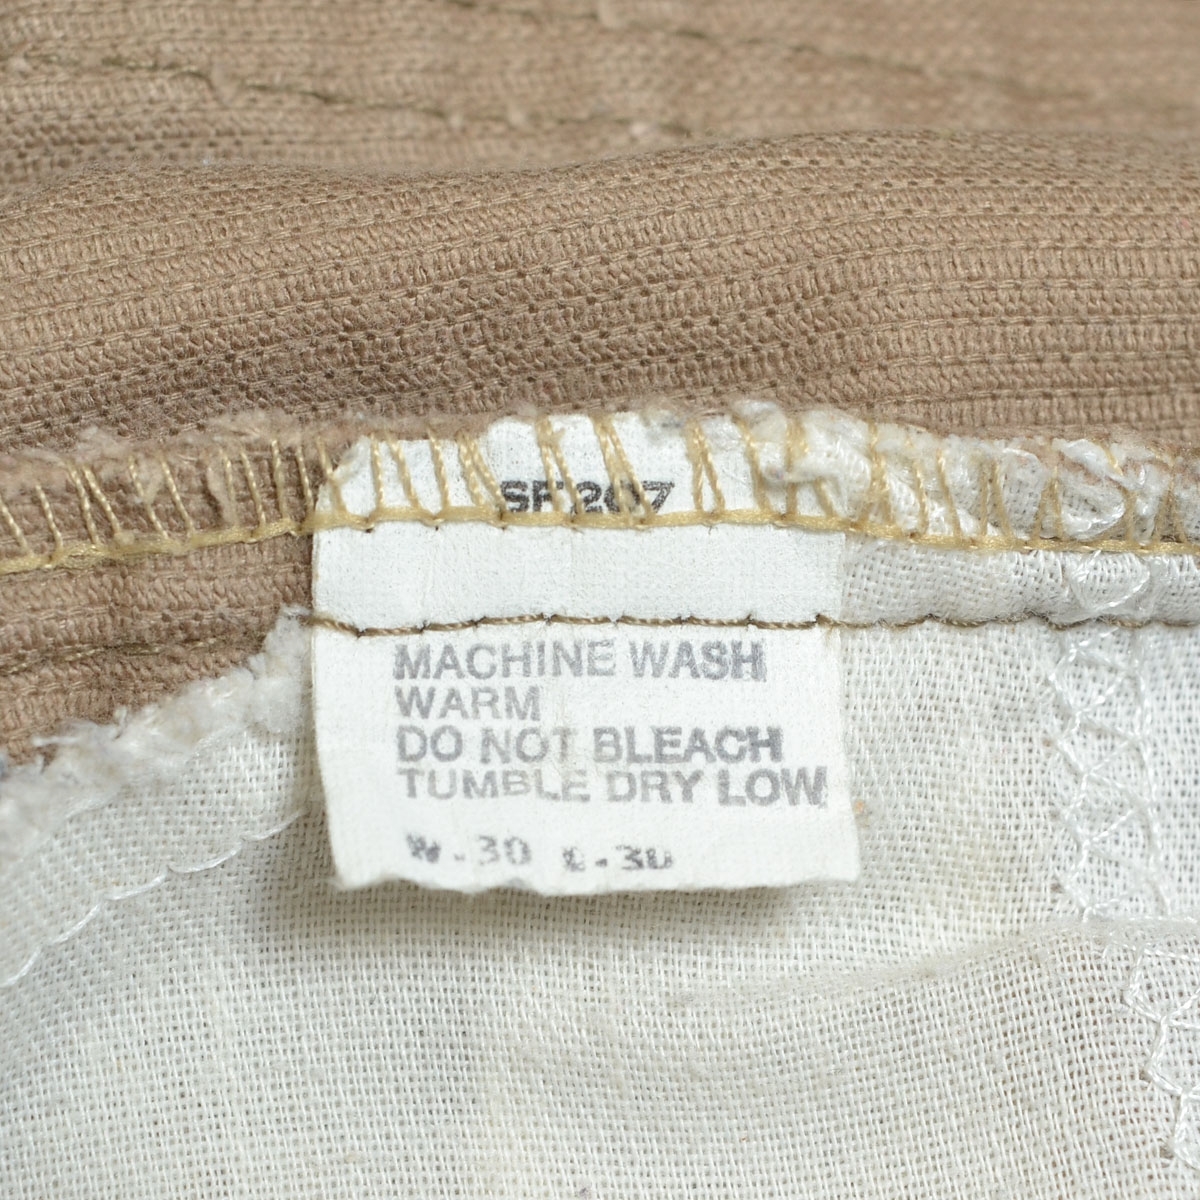 SF207
MACHINE WASH
WARM
DO NOT BLEACH
TUMBLE DRY LOW
W.30 L-30